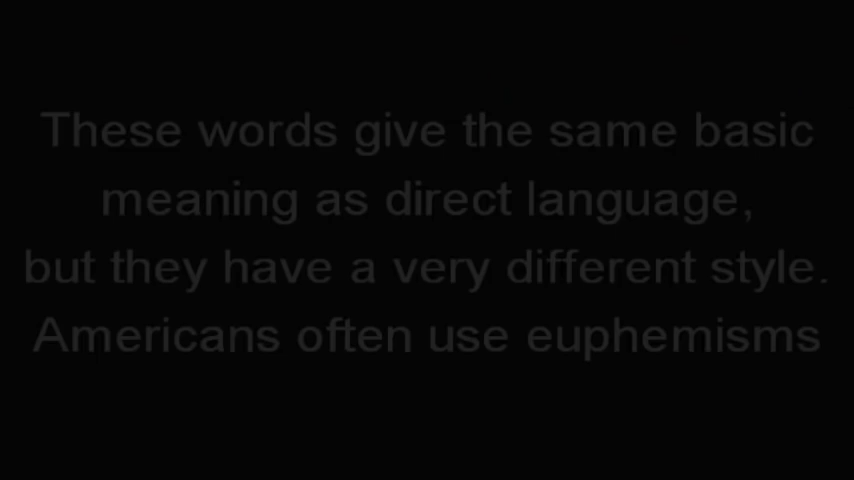 These words give the same basic
meaning as direct language,
but they have a very different style.
Americans often use euphemisms